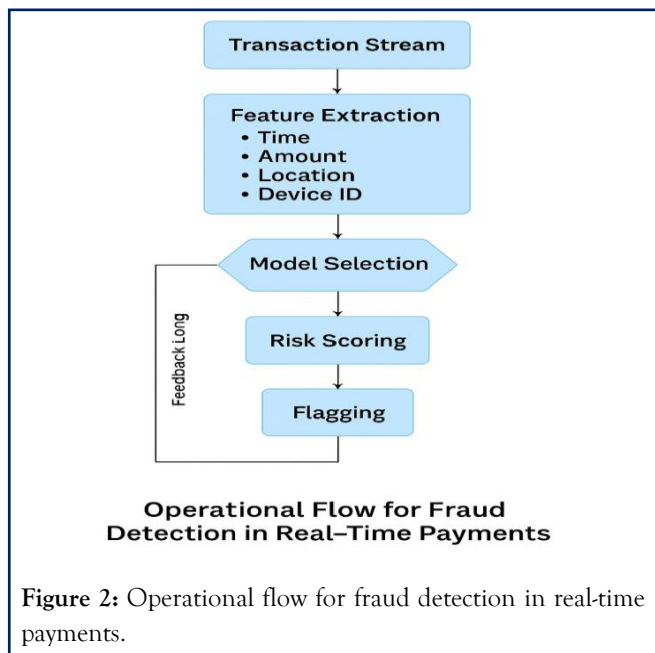 Transaction Stream
Feature Extraction
• Time
• Amount
• Location
• Device ID
Model Selection
Risk Scoring
Feedback Long
Flagging
Operational Flow for Fraud
Detection in Real–Time Payments
Figure 2: Operational flow for fraud detection in real-time
payments.